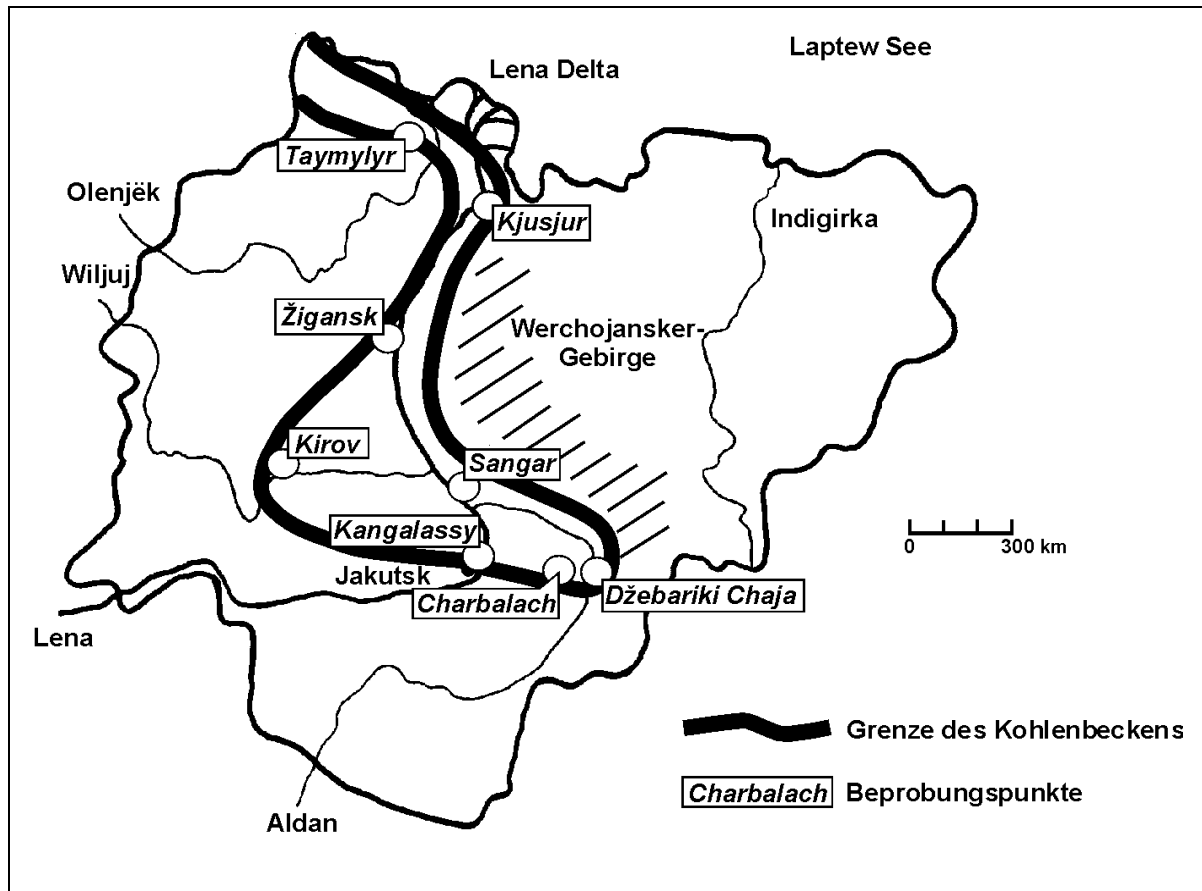 Laptew See
Lena Delta
Taymylyr
Olenjëk
Kjusjur
Indigirka
Wiljuj
Žigansk
Werchojansker-
Gebirge
Kirov
Sangar
Kangalassy
Jakutsk
Charbalach
Džebariki Chaja
0 300 km
Lena
Aldan
Grenze des Kohlenbeckens
Charbalach Beprobungspunkte